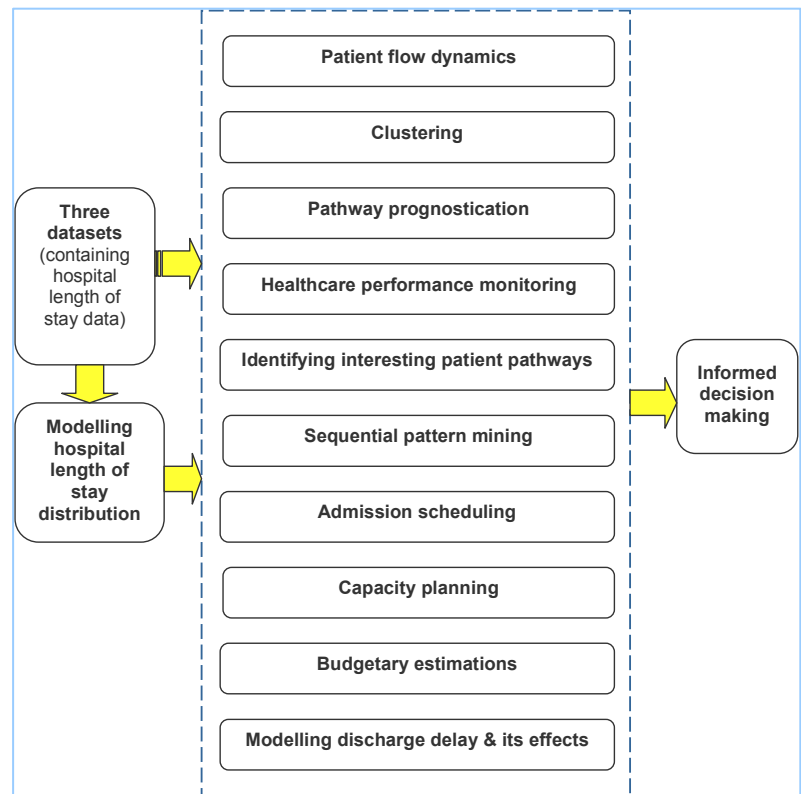 Patient flow dynamics
Clustering
Pathway prognostication
Healthcare performance monitoring
Identifying interesting patient pathways
Sequential pattern mining
Admission scheduling
Capacity planning
Budgetary estimations
Modelling discharge delay & its effects
Three
datasets
(containing
hospital
length of
stay data)
Modelling
hospital
length of
stay
distribution
Informed
decision
making